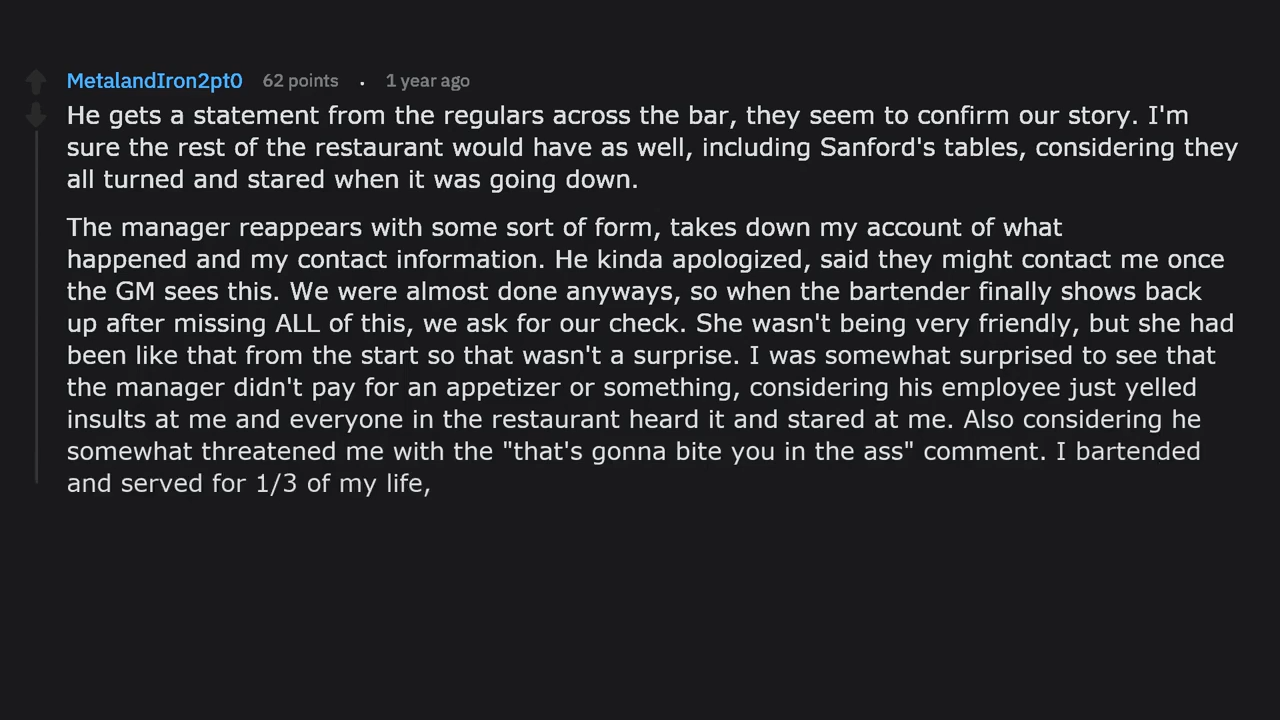 MetalandIron2pt0 62 points . 1 year ago
He gets a statement from the regulars across the bar, they seem to confirm our story. I'm
sure the rest of the restaurant would have as well, including Sanford's tables, considering they
all turned and stared when it was going down.
The manager reappears with some sort of form, takes down my account of what
happened and my contact information. He kinda apologized, said they might contact me once
the GM sees this. We were almost done anyways, so when the bartender finally shows back
up after missing ALL of this, we ask for our check. She wasn't being very friendly, but she had
been like that from the start so that wasn't a surprise. I was somewhat surprised to see that
the manager didn't pay for an appetizer or something, considering his employee just yelled
insults at me and everyone in the restaurant heard it and stared at me. Also considering he
somewhat threatened me with the "that's gonna bite you in the ass" comment. I bartended
and served for 1/3 of my life,